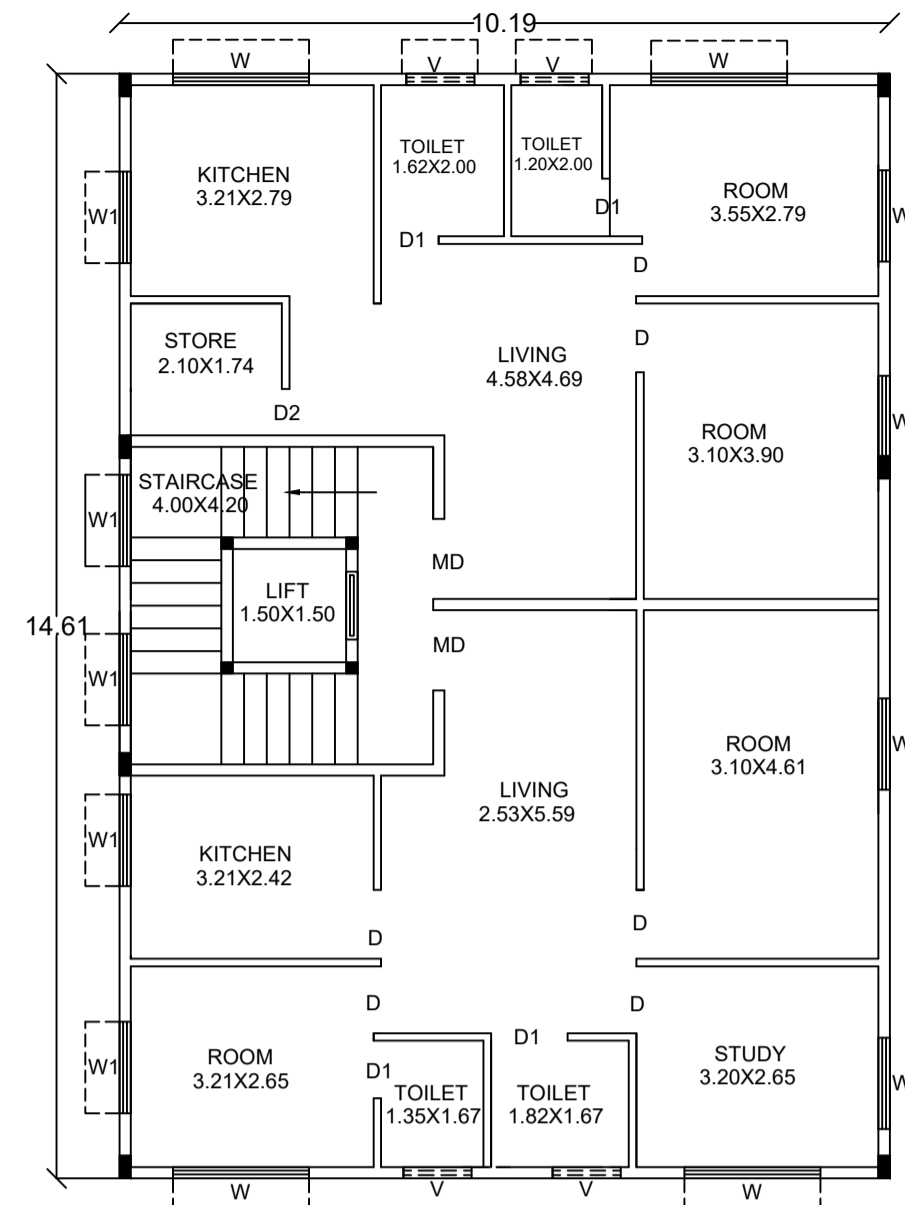 10.19
W
V
V
W
KITCHEN
3.21X2.79
TOILET
1.62X2.00
TOILET
1.20X2.00
ROOM
3.55X2.79
W1
W
D1
D1
D
STORE
2.10X1.74
D
LIVING
4.58X4.69
D2
ROOM
3.10X3.90
W
STAIRCASE
4.00X4.20
W1
MD
LIFT
1.50X1.50
14.61
MD
W1
ROOM
3.10X4.61
W
LIVING
2.53X5.59
W1
KITCHEN
3.21X2.42
D
D
D
D
ROOM
3.21X2.65
W1
D1
D1
TOILET
1.35X1.67
TOILET
1.82X1.67
STUDY
3.20X2.65
W
W
V
V
W